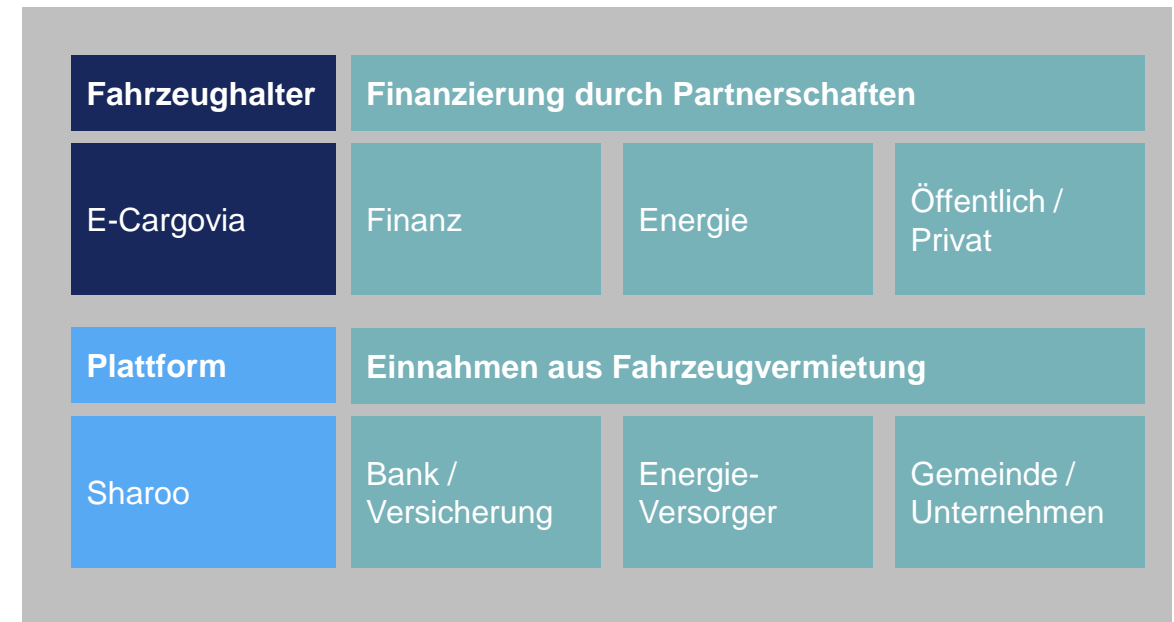 Fahrzeughalter
Finanzierung durch Partnerschaften
E-Cargovia
Finanz
Energie
Öffentlich /
Privat
Plattform
Einnahmen aus Fahrzeugvermietung
Sharoo
Bank /
Versicherung
Energie-
Versorger
Gemeinde /
Unternehmen